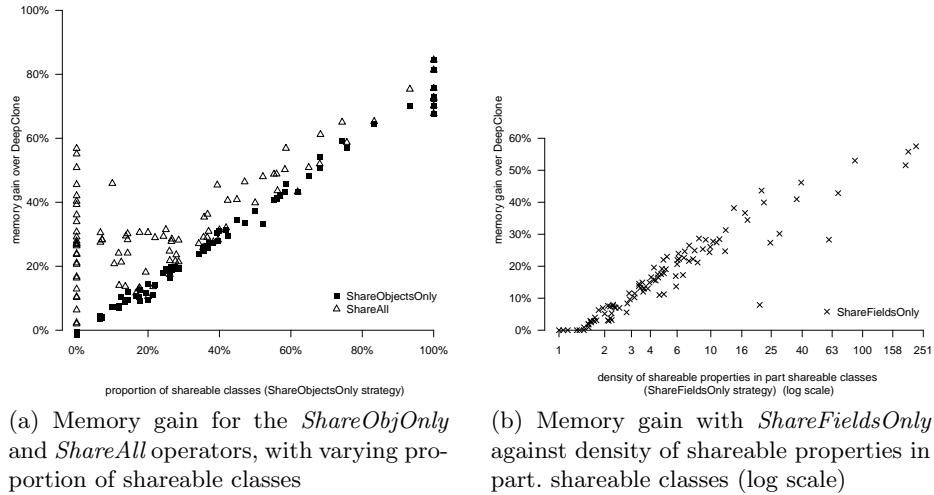 100%
80%
60%
40%
20%
0%
memory gain over DeepClone
ShareObjectsOnly
ShareAll
0% 20% 40% 60% 80% 100%
proportion of shareable classes (ShareObjectsOnly strategy)
(a) Memory gain for the ShareObjOnly
and ShareAll operators, with varying pro-
portion of shareable classes
60%
50%
40%
30%
20%
10%
0%
memory gain over DeepClone
ShareFieldsOnly
1 2 3 4 6 10 16 25 40 63 100 158 251
density of shareable properties in part shareable classes
(ShareFieldsOnly strategy) (log scale)
(b) Memory gain with ShareFieldsOnly
against density of shareable properties in
part. shareable classes (log scale)